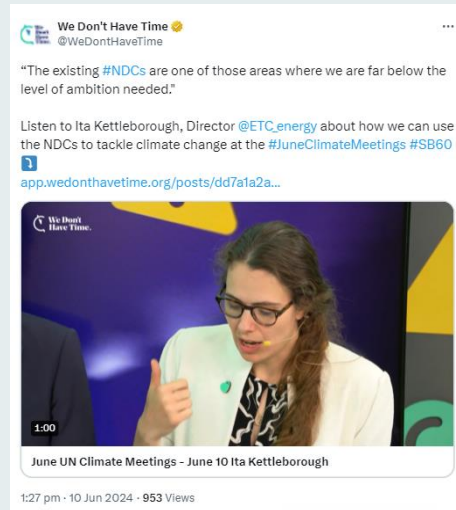 We Don't Have Time
@WeDontHaveTime
“The existing #NDCs are one of those areas where we are far below the
level of ambition needed.”
Listen to Ita Kettleborough, Director @ETC_energy about how we can use
the NDCs to tackle climate change at the #JuneClimateMeetings #SB60
app.wedonthavetime.org/posts/dd7a1a2a...
We Don't
Have Time.
1:00
June UN Climate Meetings - June 10 Ita Kettleborough
1:27 pm · 10 Jun 2024 · 953 Views